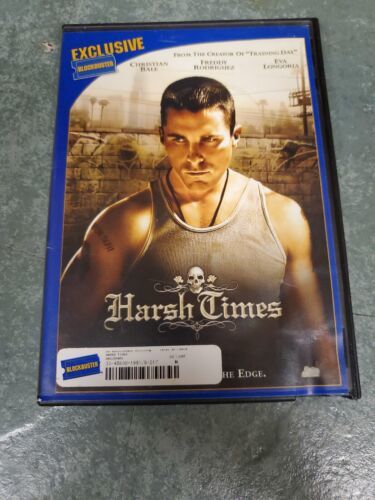 EXCLUSIVE
BLOCKBUSTER
FROM THE CREATOR OF "TRAINING DAY"
CHRISTIAN BALE
FREDDY RODRIGUEZ
EVA LONGORIA
Harsh Times
HARSH TIMES
BLOCKBUSTER
THE EDGE.